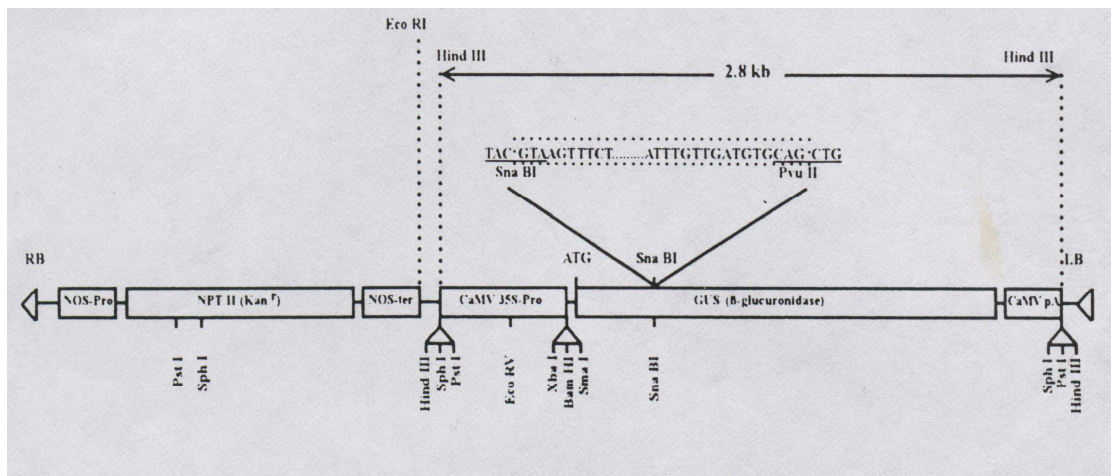 Eco RI
Hind III
Hind III
2.8 kb
TAC*GTAAGTTTCT........ATTTGTTGATGTGCAG*CTG
Sna BI
Pvu II
RB
ATG
Sna BI
LB
NOS-Pro
NPT II (Kan r)
NOS-ter
CaMV 35S-Pro
GUS (B-glucuronidase)
CaMV pA
Pst I
Sph I
Hind III
Sph I
Pst I
Eco RV
Xba I
Bam HI
Sma I
Sna BI
Sph I
Pst I
Hind III